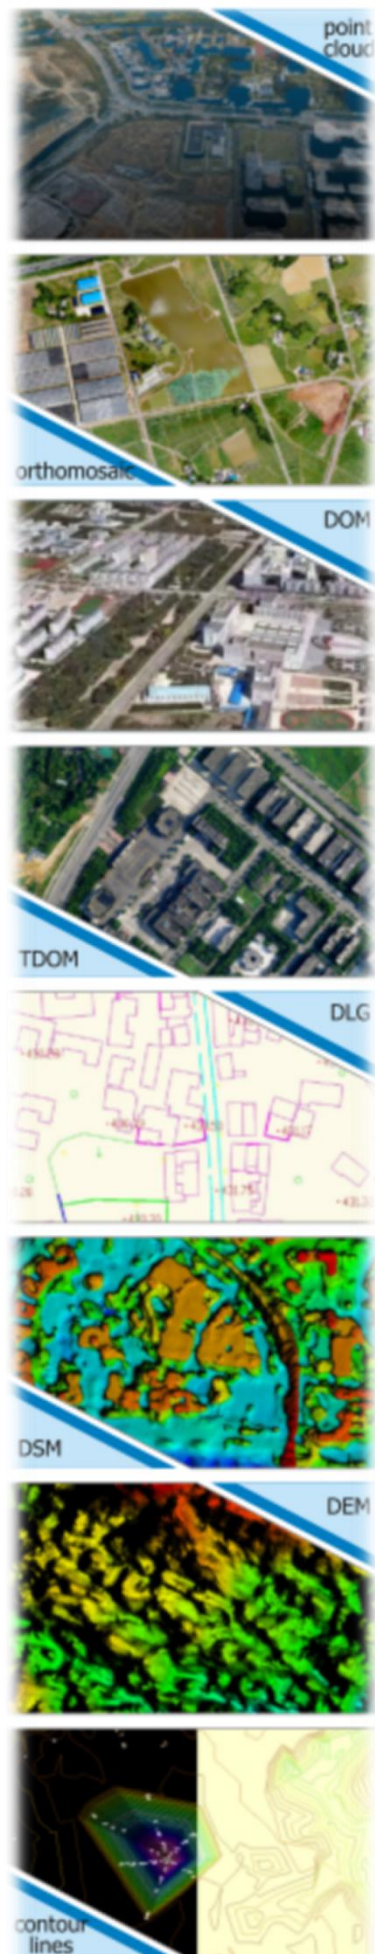 point
cloud
orthomosaic
DOM
TDOM
DLG
DSM
DEM
contour
lines